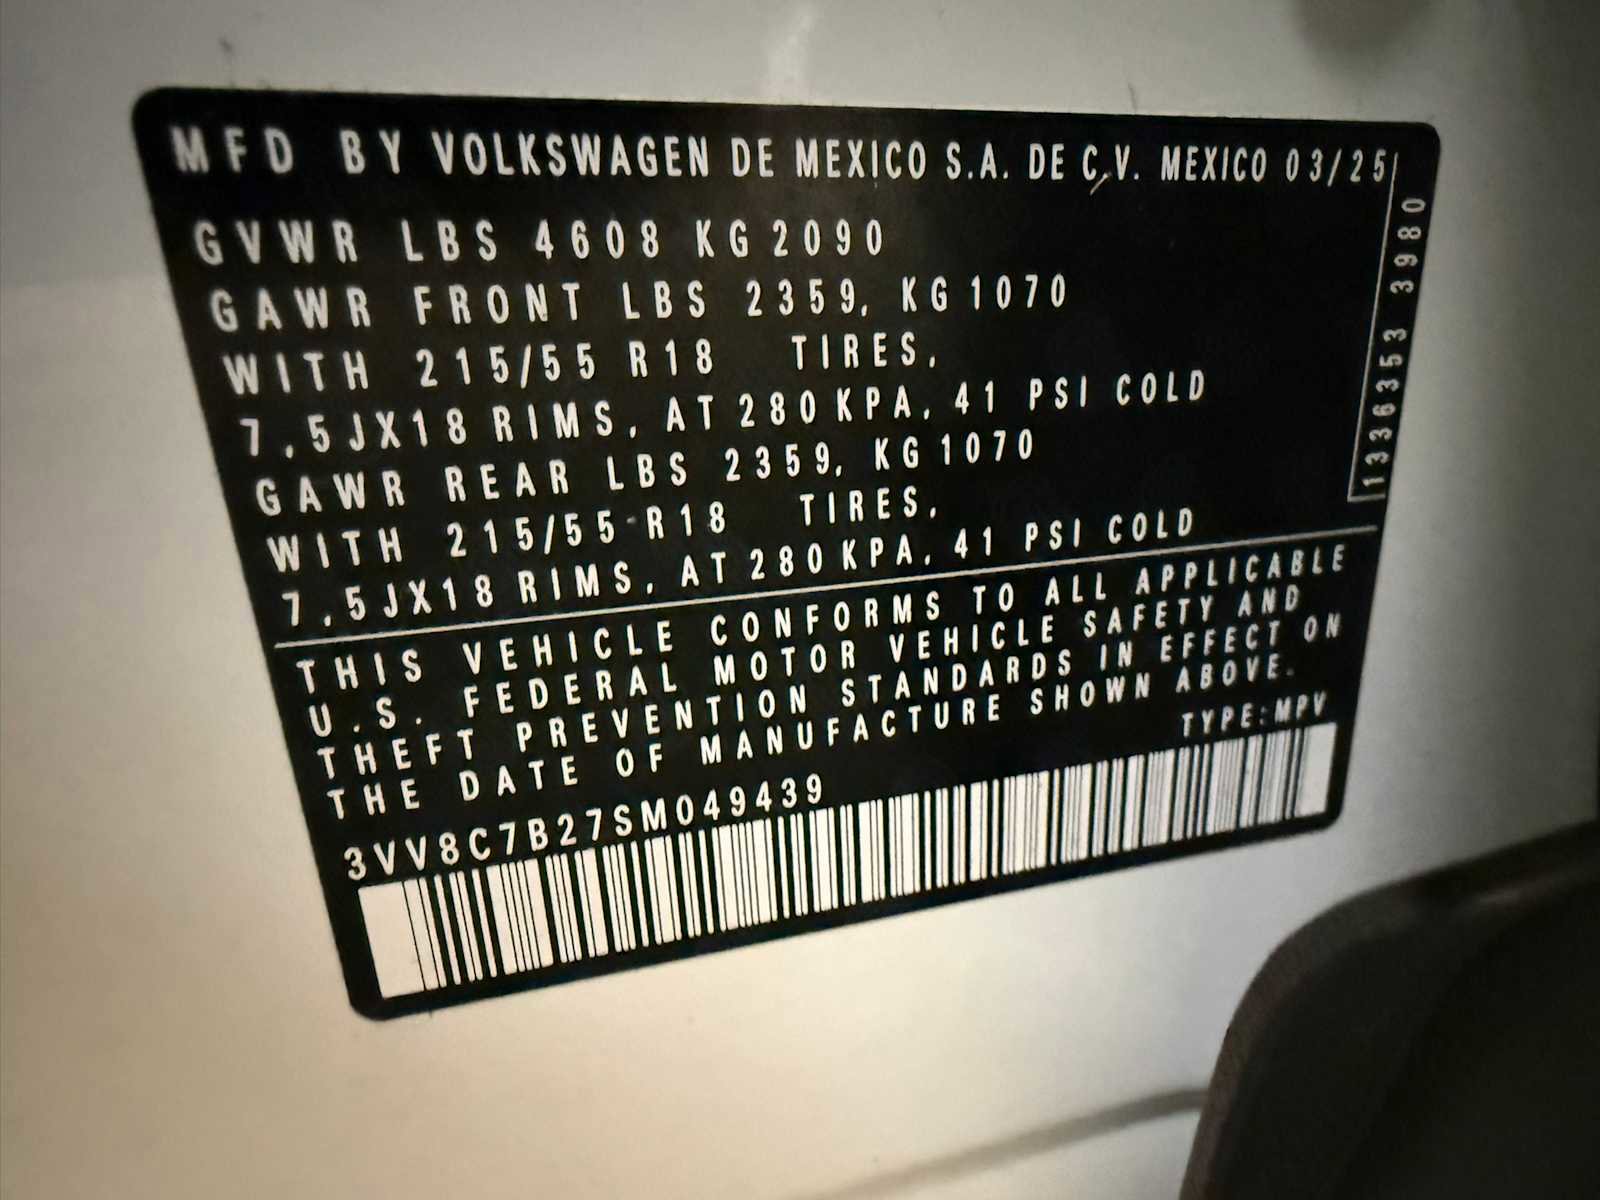 MFD BY VOLKSWAGEN DE MEXICO S.A. DE C.V. MEXICO 03/25
GVWR LBS 4608 KG 2090
GAWR FRONT LBS 2359, KG 1070
WITH 215/55 R18 TIRES,
7,5JX18 RIMS, AT 280 KPA, 41 PSI COLD
GAWR REAR LBS 2359, KG 1070
WITH 215/55 R18 TIRES,
7,5JX18 RIMS, AT 280 KPA, 41 PSI COLD
1336353 3980
THIS VEHICLE CONFORMS TO ALL APPLICABLE
U.S. FEDERAL MOTOR VEHICLE SAFETY AND
THEFT PREVENTION STANDARDS IN EFFECT ON
THE DATE OF MANUFACTURE SHOWN ABOVE.
TYPE:MPV
3VV8C7B27SM049439